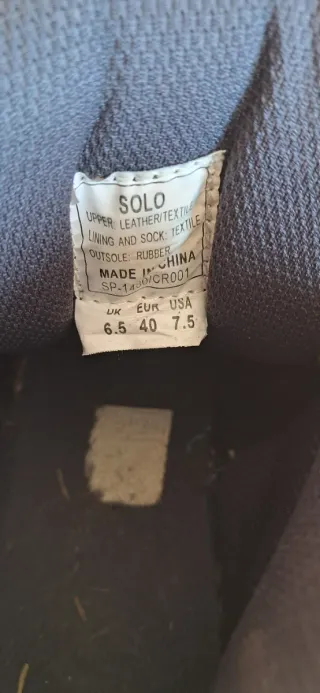 SOLO
UPPER: LEATHER/TEXTILE
LINING AND SOCK: TEXTILE
OUTSOLE: RUBBER
MADE IN CHINA
UK EUR USA
6.5 40 7.5